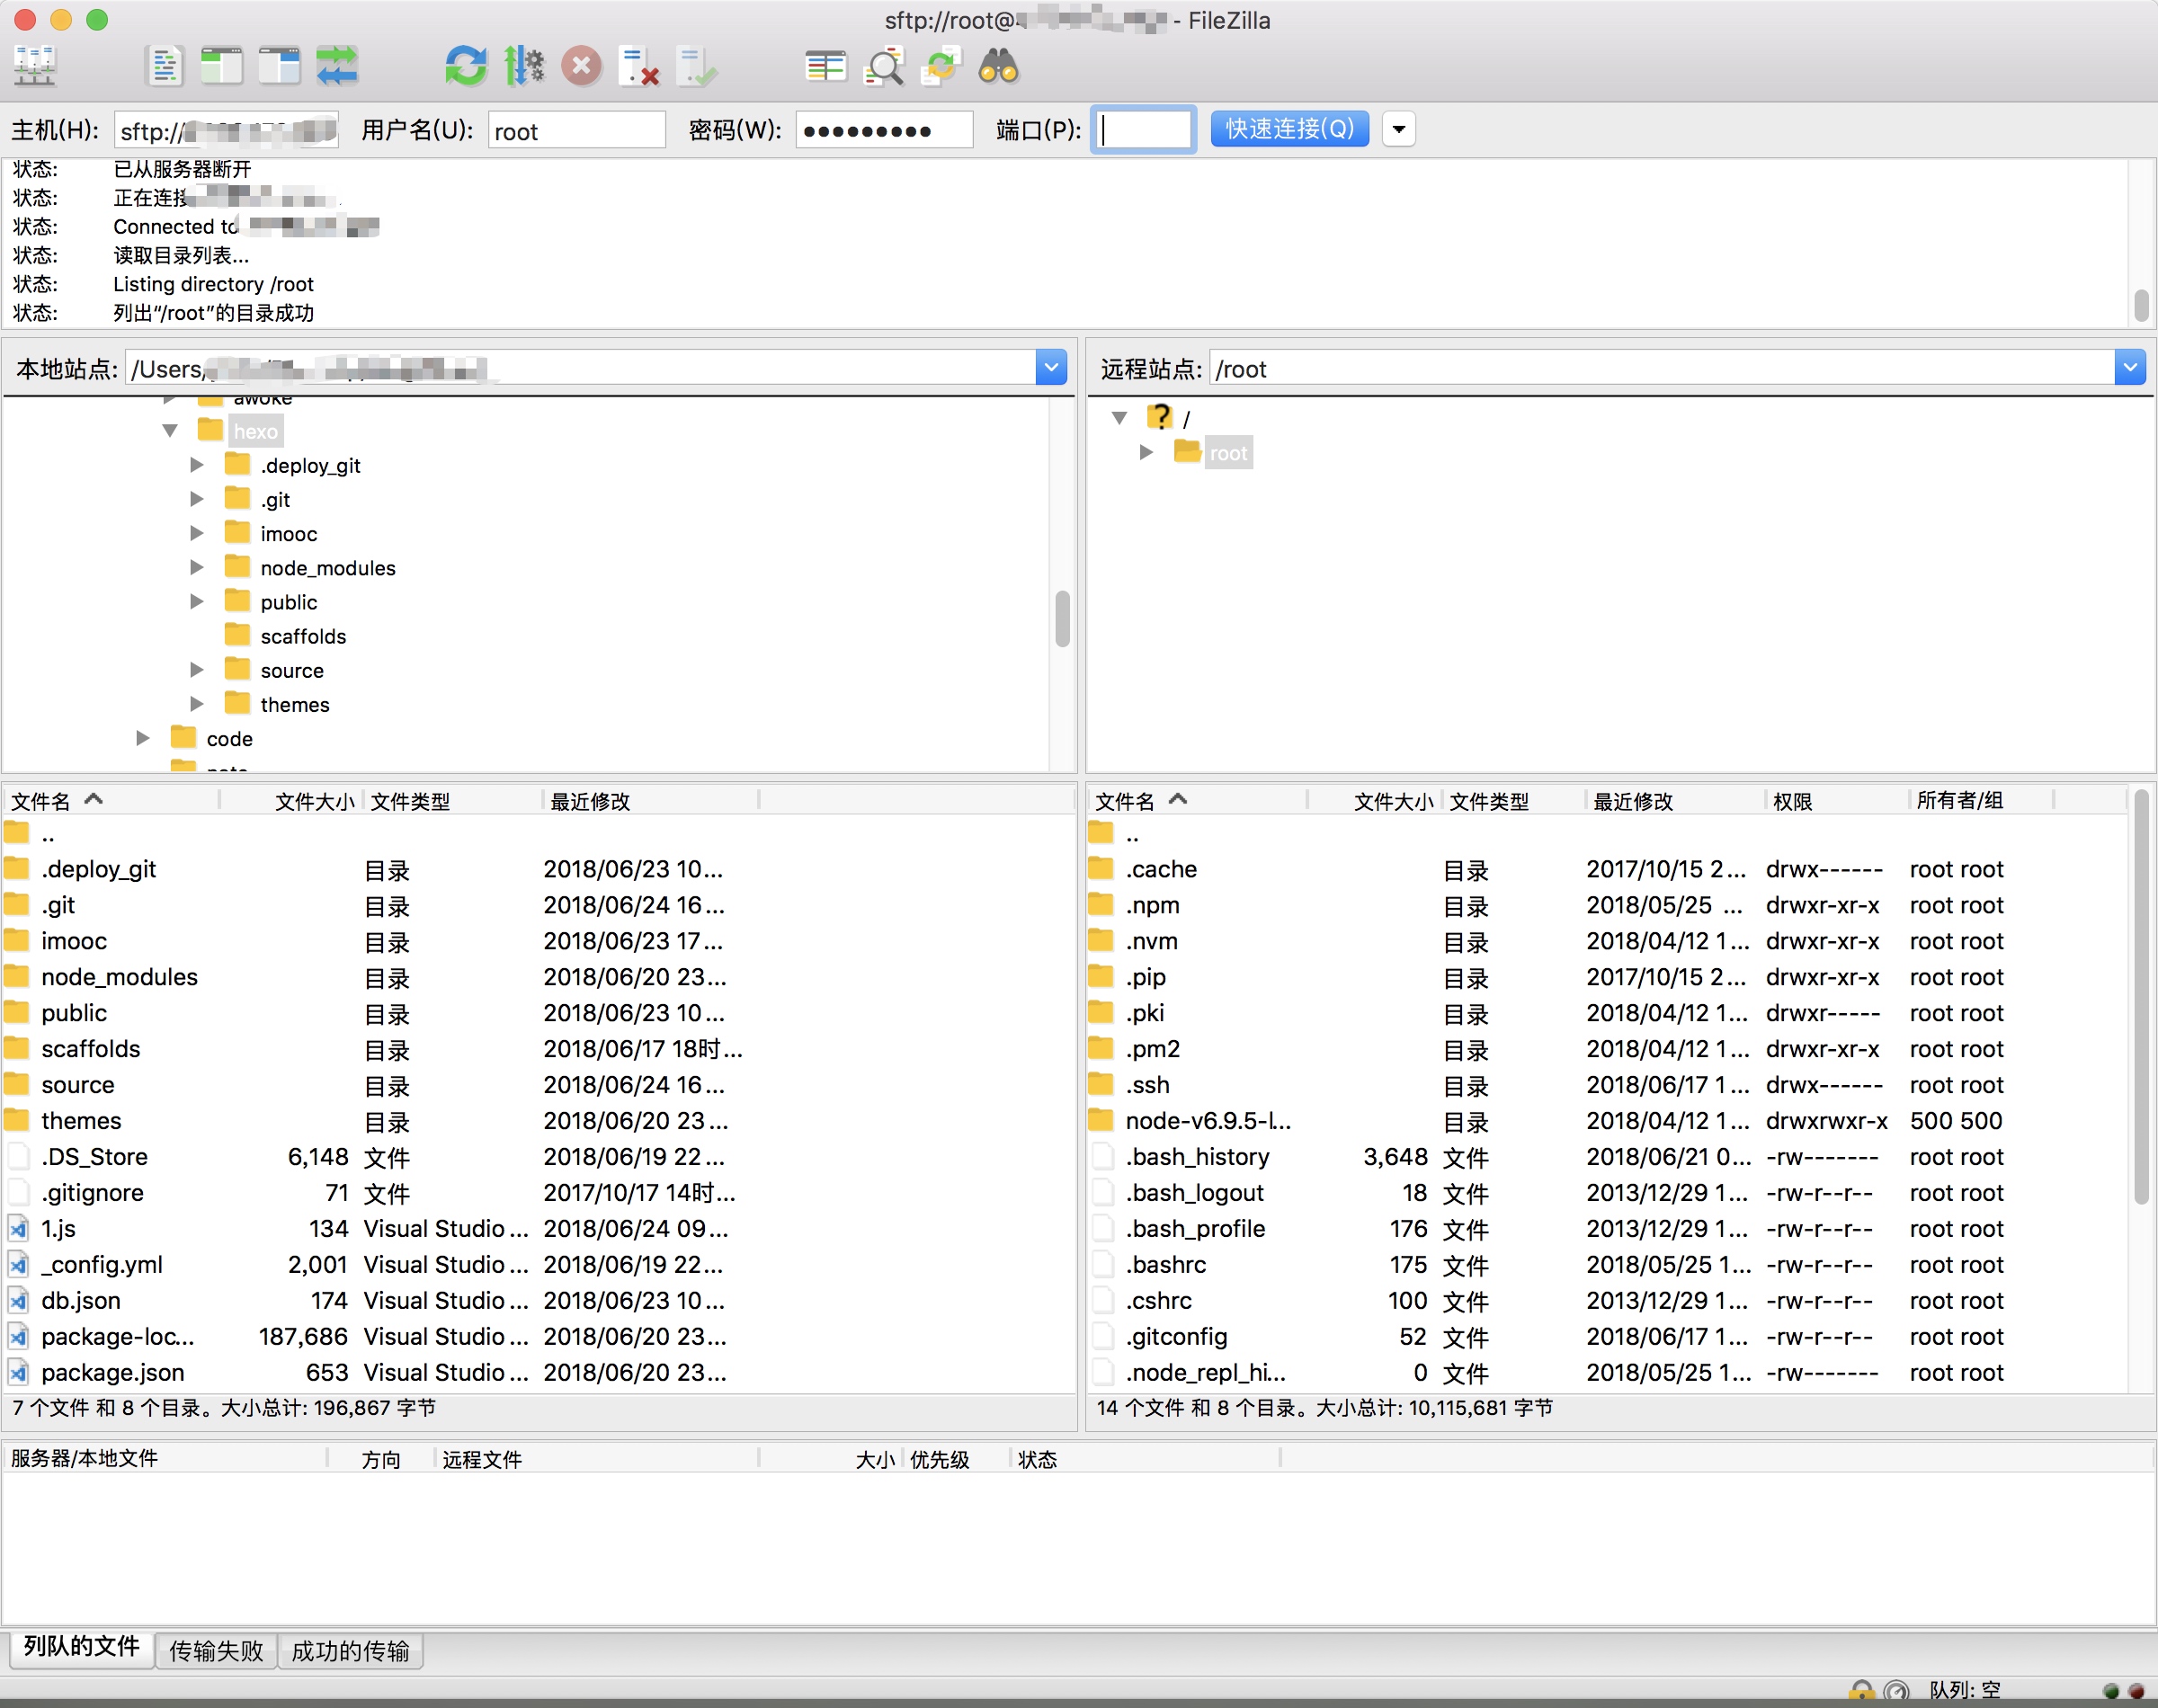 sftp://root@ - FileZilla
主机(H): sftp:// 用户名(U): root 密码(W): ●●●●●●●●● 端口(P): 快速连接(Q)
状态: 已从服务器断开
状态: 正在连接
状态: Connected to
状态: 读取目录列表...
状态: Listing directory /root
状态: 列出“/root”的目录成功
本地站点: /Users/
远程站点: /root
awoke
hexo
.deploy_git
.git
imooc
node_modules
public
scaffolds
source
themes
code
/
root
文件名 文件大小 文件类型 最近修改
..
.deploy_git 目录 2018/06/23 10...
.git 目录 2018/06/24 16...
imooc 目录 2018/06/23 17...
node_modules 目录 2018/06/20 23...
public 目录 2018/06/23 10...
scaffolds 目录 2018/06/17 18时...
source 目录 2018/06/24 16...
themes 目录 2018/06/20 23...
.DS_Store 6,148 文件 2018/06/19 22...
.gitignore 71 文件 2017/10/17 14时...
1.js 134 Visual Studio... 2018/06/24 09...
_config.yml 2,001 Visual Studio... 2018/06/19 22...
db.json 174 Visual Studio... 2018/06/23 10...
package-loc... 187,686 Visual Studio... 2018/06/20 23...
package.json 653 Visual Studio... 2018/06/20 23...
7 个文件 和 8 个目录。大小总计: 196,867 字节
文件名 文件大小 文件类型 最近修改 权限 所有者/组
..
.cache 目录 2017/10/15 2... drwx------ root root
.npm 目录 2018/05/25 ... drwxr-xr-x root root
.nvm 目录 2018/04/12 1... drwxr-xr-x root root
.pip 目录 2017/10/15 2... drwxr-xr-x root root
.pki 目录 2018/04/12 1... drwxr----- root root
.pm2 目录 2018/04/12 1... drwxr-xr-x root root
.ssh 目录 2018/06/17 1... drwx------ root root
node-v6.9.5-l... 目录 2018/04/12 1... drwxrwxr-x 500 500
.bash_history 3,648 文件 2018/06/21 0... -rw------- root root
.bash_logout 18 文件 2013/12/29 1... -rw-r--r-- root root
.bash_profile 176 文件 2013/12/29 1... -rw-r--r-- root root
.bashrc 175 文件 2018/05/25 1... -rw-r--r-- root root
.cshrc 100 文件 2013/12/29 1... -rw-r--r-- root root
.gitconfig 52 文件 2018/06/17 1... -rw-r--r-- root root
.node_repl_hi... 0 文件 2018/05/25 1... -rw------- root root
14 个文件 和 8 个目录。大小总计: 10,115,681 字节
服务器/本地文件 方向 远程文件 大小 优先级 状态
列队的文件 传输失败 成功的传输
队列: 空